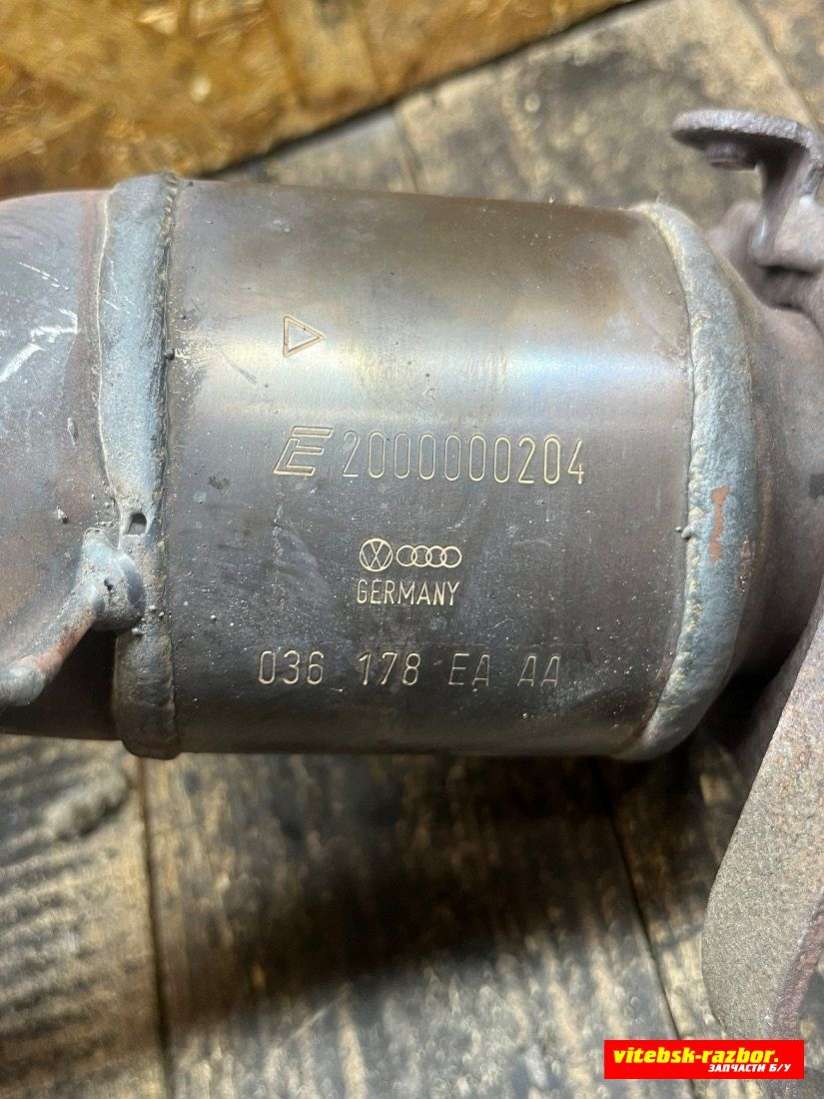 E 2000000204
GERMANY
036 178 EA AA
vitebsk-razbor.
ЗАПЧАСТИ Б/У